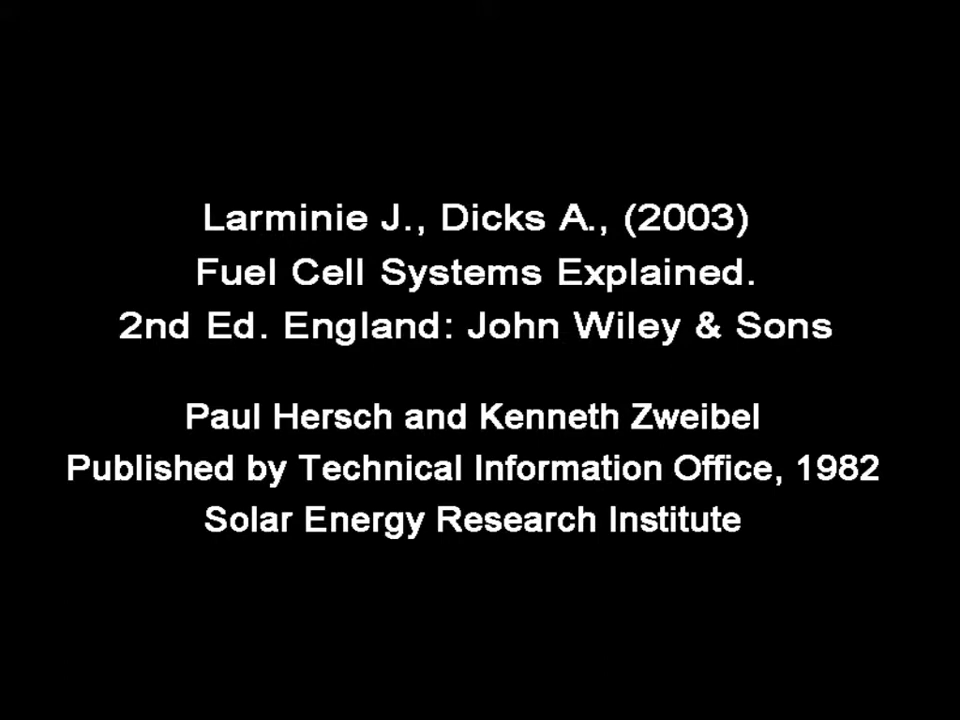 Larminie J., Dicks A., (2003)
Fuel Cell Systems Explained.
2nd Ed. England: John Wiley & Sons
Paul Hersch and Kenneth Zweibel
Published by Technical Information Office, 1982
Solar Energy Research Institute